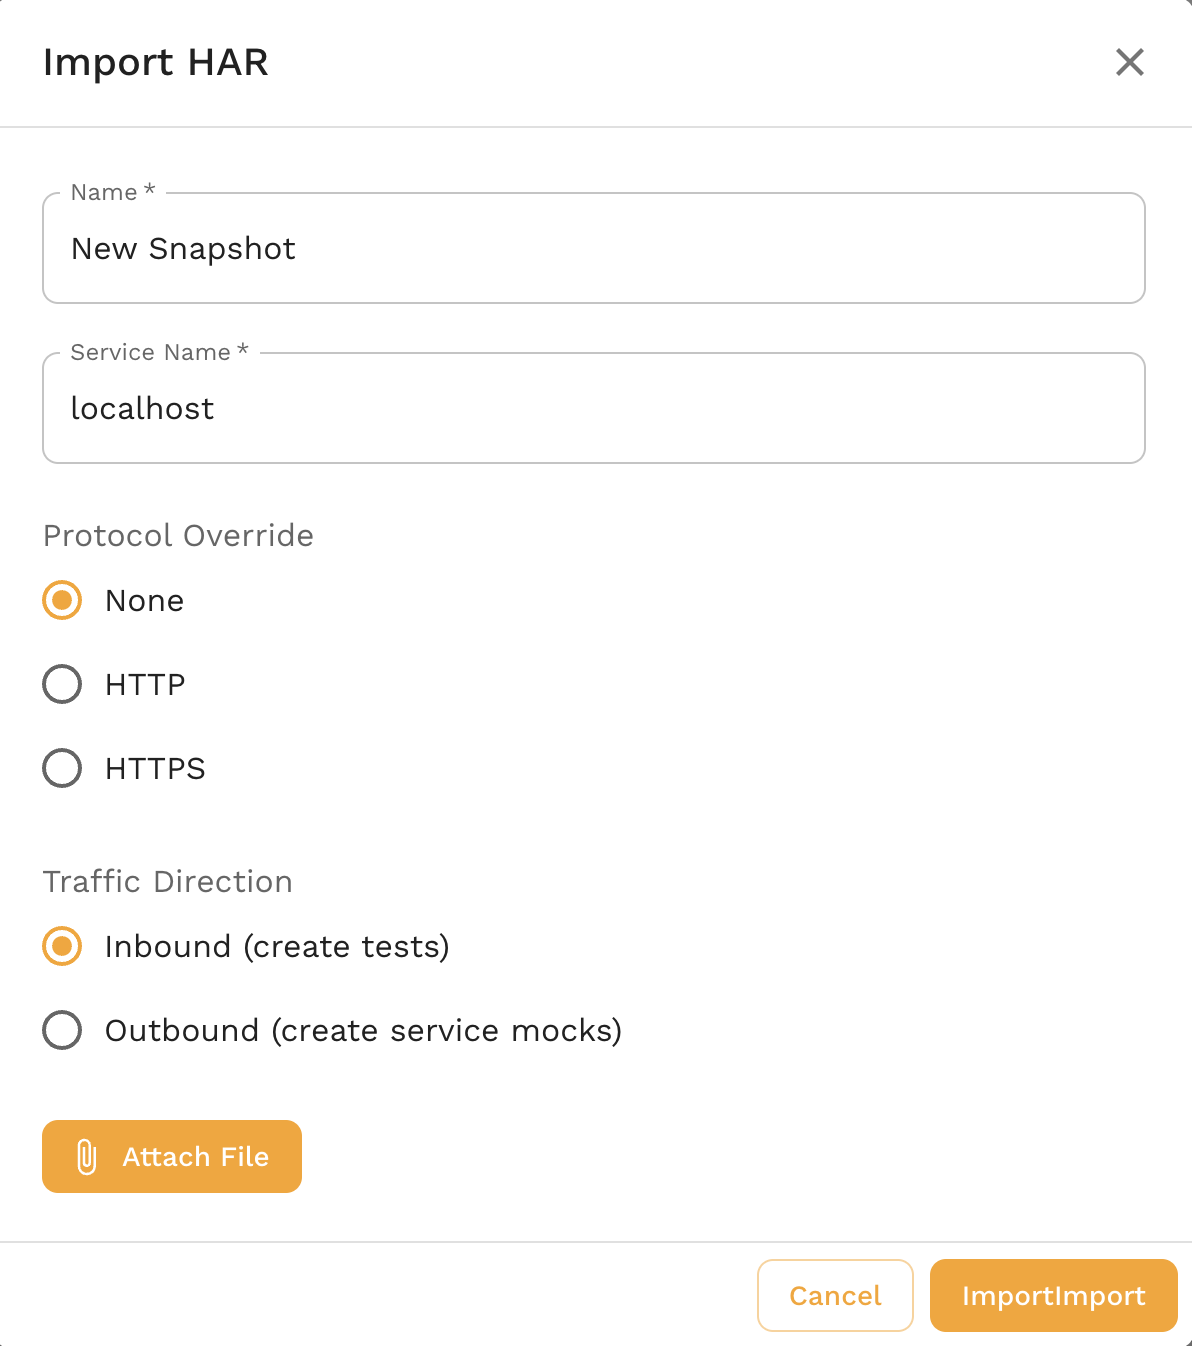 Import HAR
Name *
New Snapshot
Service Name *
localhost
Protocol Override
None
HTTP
HTTPS
Traffic Direction
Inbound (create tests)
Outbound (create service mocks)
Attach File
Cancel
ImportImport